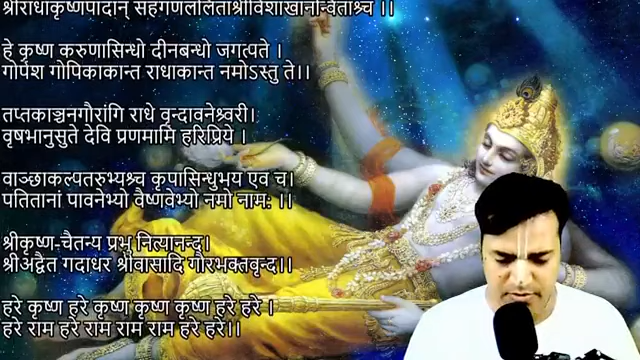 श्रीराधाकृष्णपादान् सहगणललिताश्रीविशाखान्विताश्च ।।
हे कृष्ण करुणासिन्धो दीनबन्धो जगत्पते ।
गोपेश गोपिकाकान्त राधाकान्त नमोऽस्तु ते।।
तप्तकाञ्चनगौरांगि राधे वृन्दावनेश्वरी।
वृषभानुसुते देवि प्रणमामि हरिप्रिये ।
वाञ्छाकल्पतरुभ्यश्च कृपासिन्धुभय एव च।
पतितानां पावनेभ्यो वैष्णवेभ्यो नमो नामः ।।
श्रीकृष्ण-चैतन्य प्रभु नित्यानन्द।
श्रीअद्वैत गदाधर श्रीवासादि गौरभक्तवृन्द।।
हरे कृष्ण हरे कृष्ण कृष्ण कृष्ण हरे हरे ।
हरे राम हरे राम राम राम हरे हरे।।